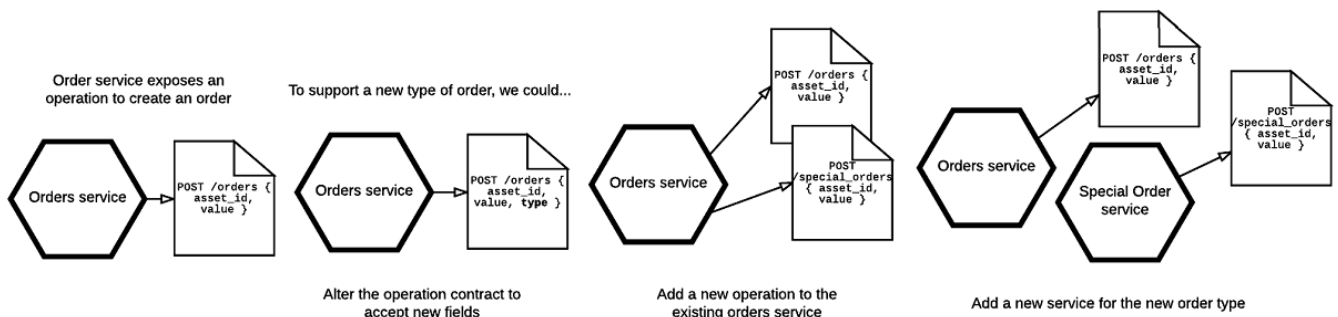 Order service exposes an
operation to create an order
Orders service
POST /orders {
asset_id,
value }
To support a new type of order, we could...
Orders service
POST /orders {
asset_id,
value, type }
Alter the operation contract to
accept new fields
Orders service
POST /orders {
asset_id,
value }
POST
/special_orders
{ asset_id,
value }
Add a new operation to the
existing orders service
Orders service
POST /orders {
asset_id,
value }
Special Order
service
POST
/special_orders
{ asset_id,
value }
Add a new service for the new order type